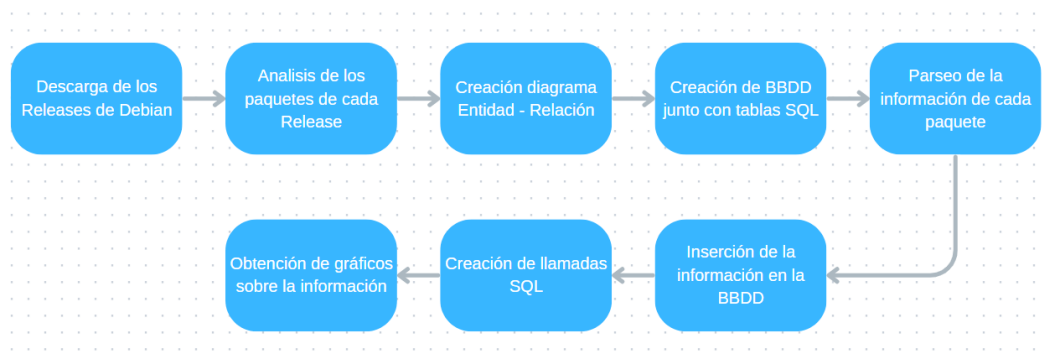 Descarga de los
Releases de Debian
Analisis de los
paquetes de cada
Release
Creación diagrama
Entidad - Relación
Creación de BBDD
junto con tablas SQL
Parseo de la
información de cada
paquete
Inserción de la
información en la
BBDD
Creación de llamadas
SQL
Obtención de gráficos
sobre la información